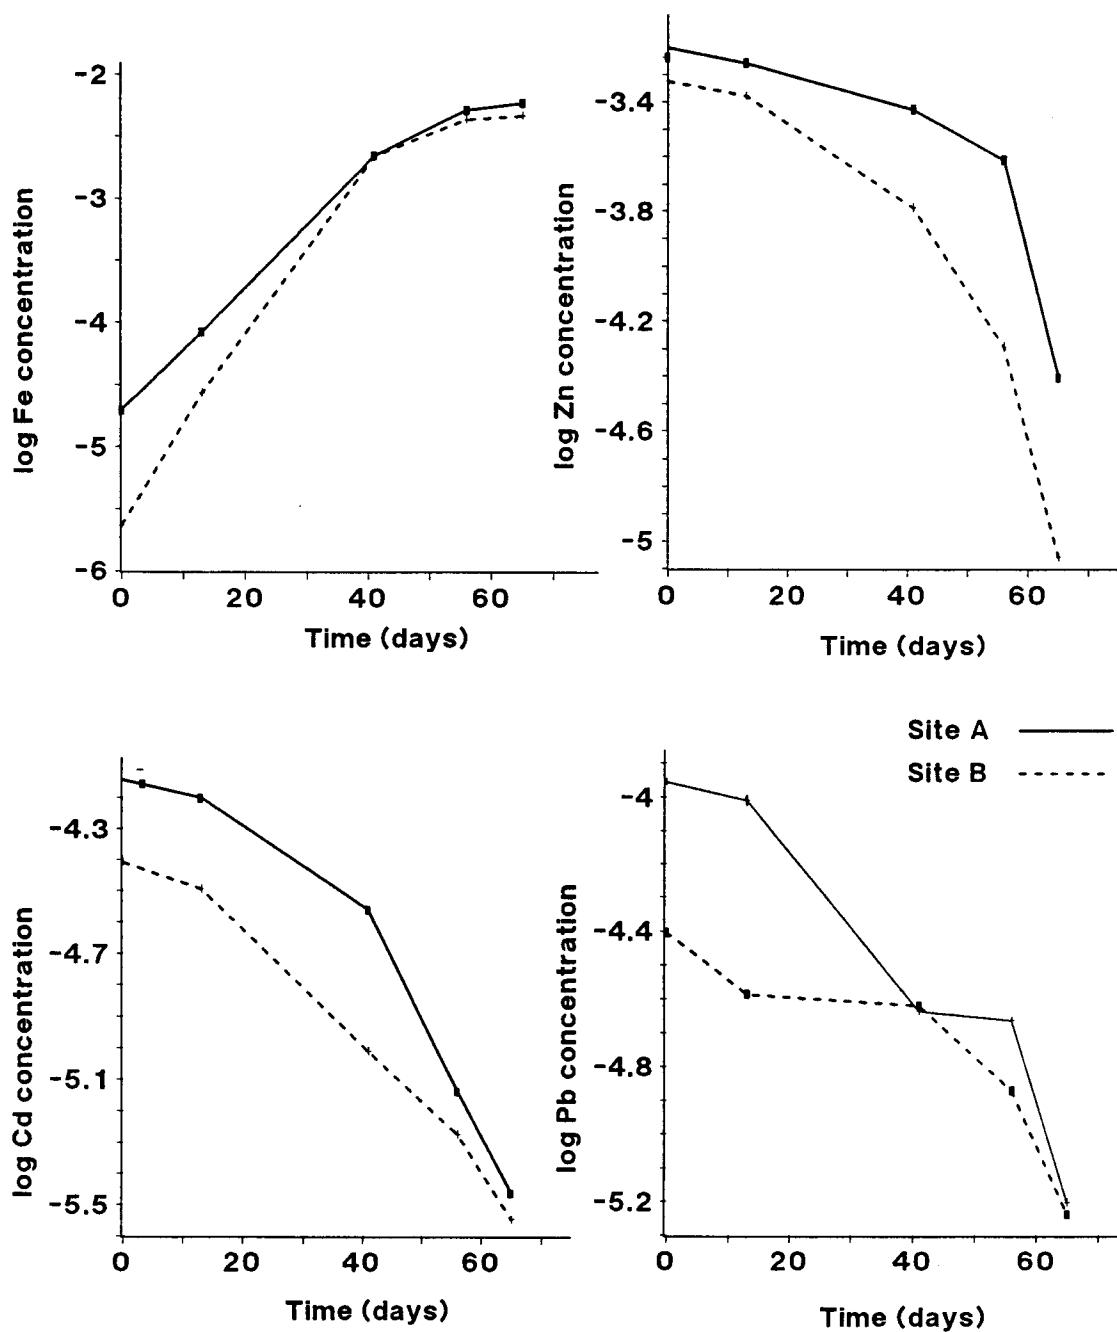 log Fe concentration
-2
-3
-4
-5
-6
0 20 40 60
Time (days)
log Zn concentration
-3.4
-3.8
-4.2
-4.6
-5
0 20 40 60
Time (days)
Site A
Site B
log Cd concentration
-4.3
-4.7
-5.1
-5.5
0 20 40 60
Time (days)
log Pb concentration
-4
-4.4
-4.8
-5.2
0 20 40 60
Time (days)